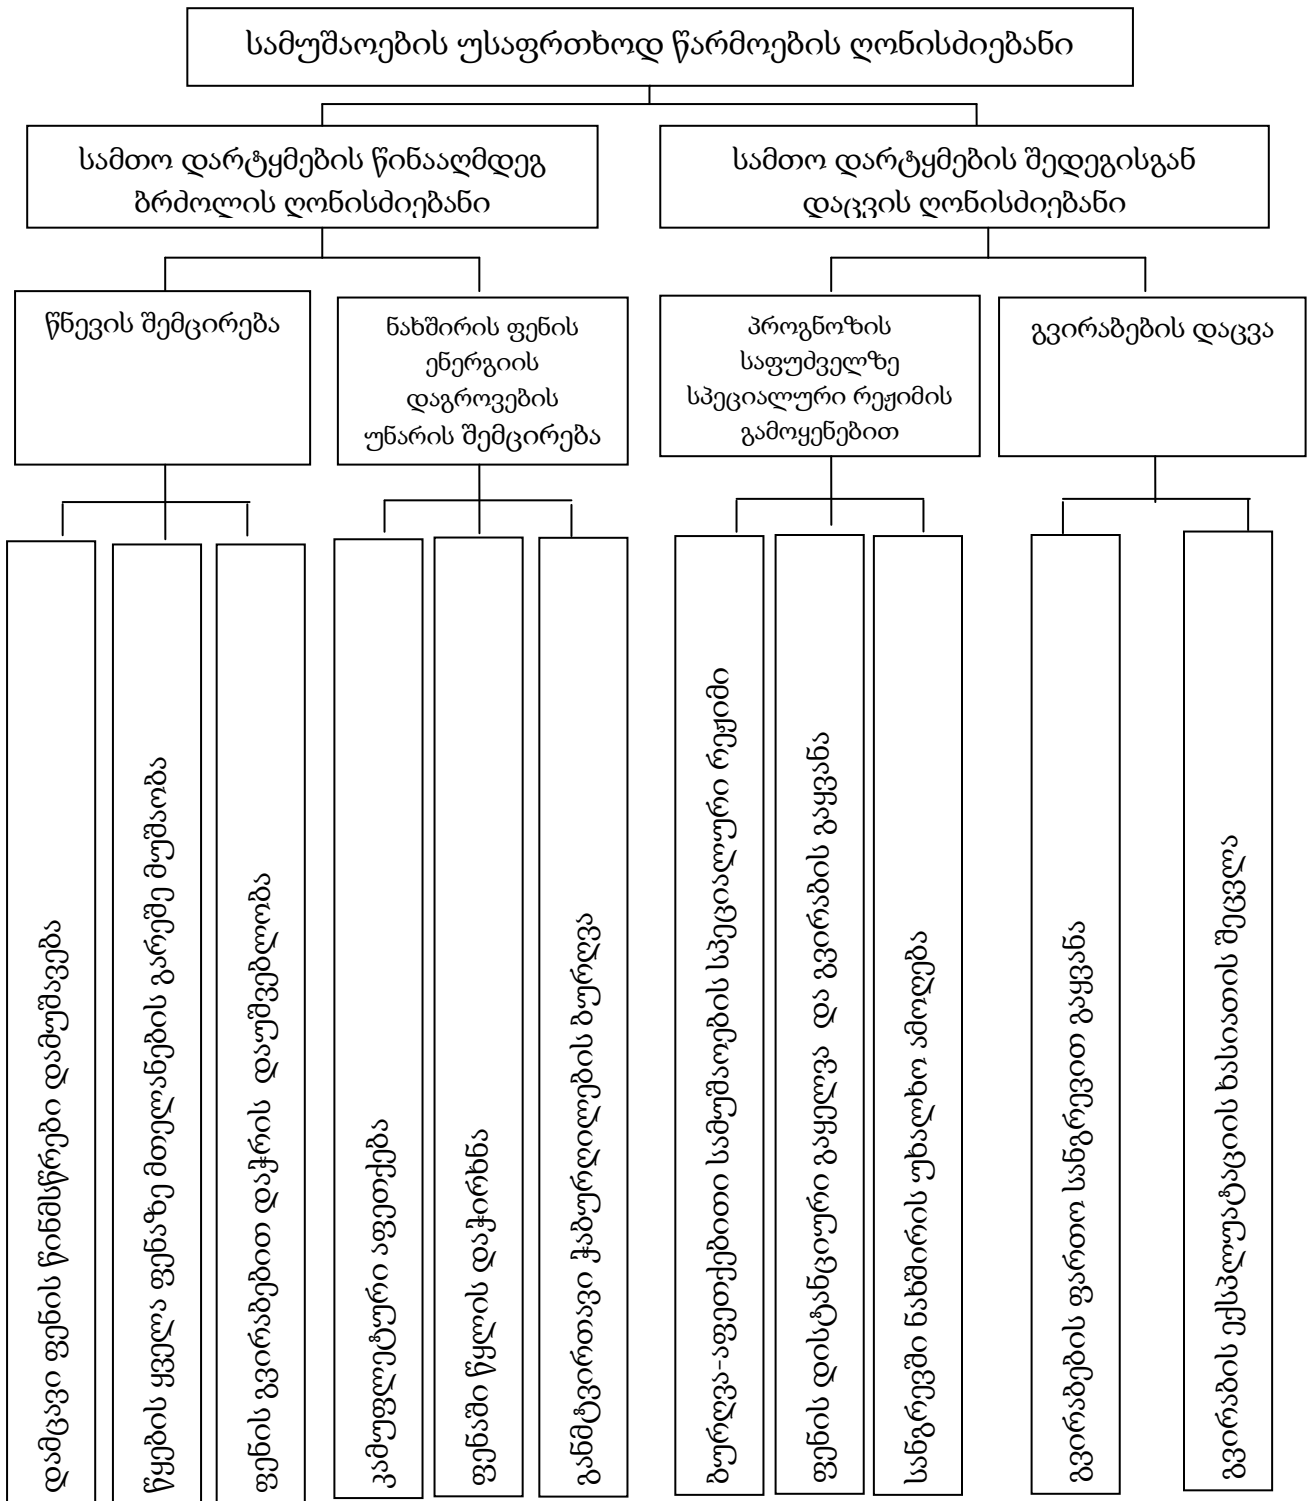 სამუშაოების უსაფრთხოდ წარმოების ღონისძიებანი
სამთო დარტყმების წინააღმდეგ
ბრძოლის ღონისძიებანი
სამთო დარტყმების შედეგისგან
დაცვის ღონისძიებანი
წნევის შემცირება
ნახშირის ფენის
ენერგიის
დაგროვების
უნარის შემცირება
პროგნოზის
საფუძველზე
სპეციალური რეჟიმის
გამოყენებით
გვირაბების დაცვა
დამცავი ფენის წინმსწრები დამუშავება
წყების ყველა ფენაზე მთელანების გარეშე მუშაობა
ფენის გვირაბებით დაჭრის დაუშვებლობა
კამუფლეტური აფეთქება
ფენაში წყლის დაჭირხნა
განმტვირთავი ჭაბურღილების ბურღვა
ბურღვა-აფეთქებითი სამუშაოების სპეციალური რეჟიმი
ფენის დისტანციური გაყელვა და გვირაბის გაყვანა
სანგრევში ნახშირის უხალხო ამოღება
გვირაბების ფართო სანგრევით გაყვანა
გვირაბის ექსპლუატაციის ხასიათის შეცვლა